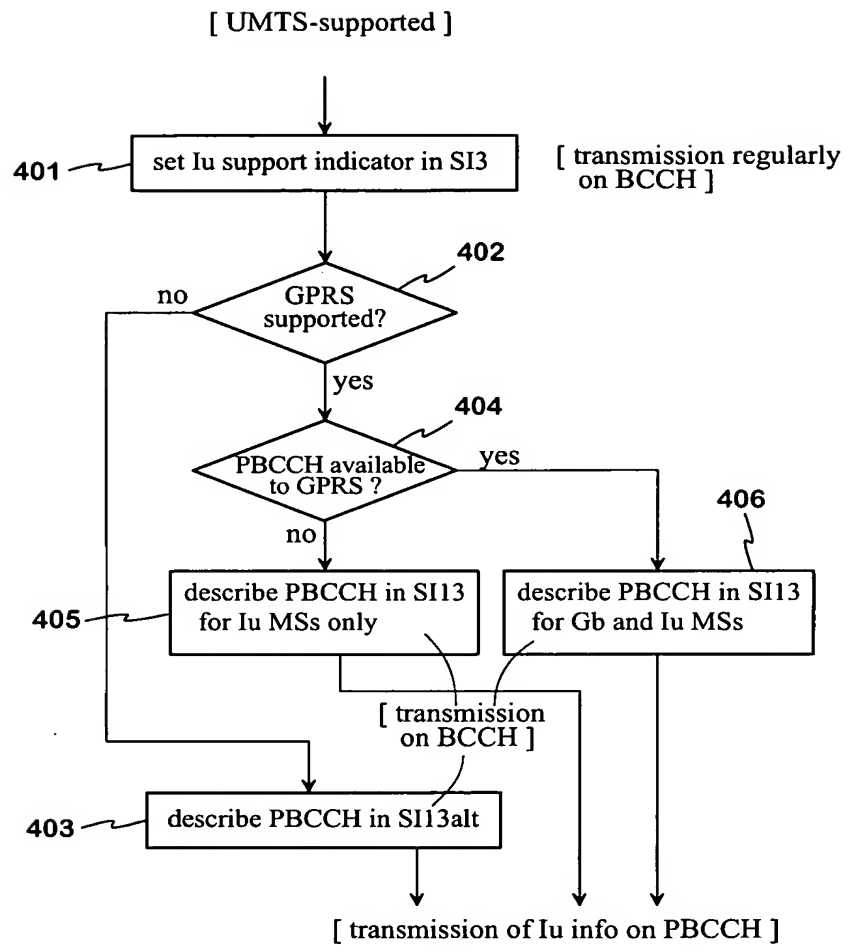 [ UMTS-supported ]
401
set Iu support indicator in SI3
[ transmission regularly
on BCCH ]
402
no
GPRS
supported?
yes
404
PBCCH available
to GPRS ?
yes
no
406
405
describe PBCCH in SI13
for Iu MSs only
describe PBCCH in SI13
for Gb and Iu MSs
[ transmission
on BCCH ]
403
describe PBCCH in SI13alt
[ transmission of Iu info on PBCCH ]